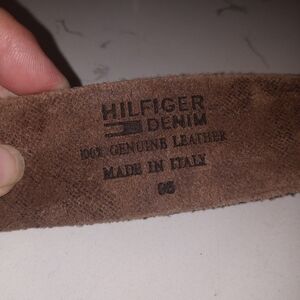 HILFIGER
DENIM
100% GENUINE LEATHER
MADE IN ITALY
95